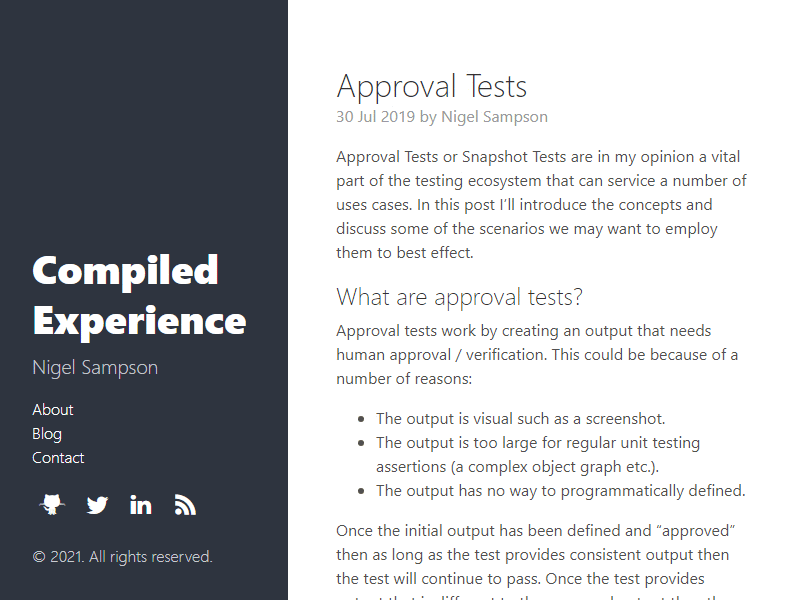 Compiled
Experience
Nigel Sampson
About
Blog
Contact
© 2021. All rights reserved.
Approval Tests
30 Jul 2019 by Nigel Sampson
Approval Tests or Snapshot Tests are in my opinion a vital
part of the testing ecosystem that can service a number of
uses cases. In this post I’ll introduce the concepts and
discuss some of the scenarios we may want to employ
them to best effect.
What are approval tests?
Approval tests work by creating an output that needs
human approval / verification. This could be because of a
number of reasons:
The output is visual such as a screenshot.
The output is too large for regular unit testing
assertions (a complex object graph etc.).
The output has no way to programmatically defined.
Once the initial output has been defined and “approved”
then as long as the test provides consistent output then
the test will continue to pass. Once the test provides